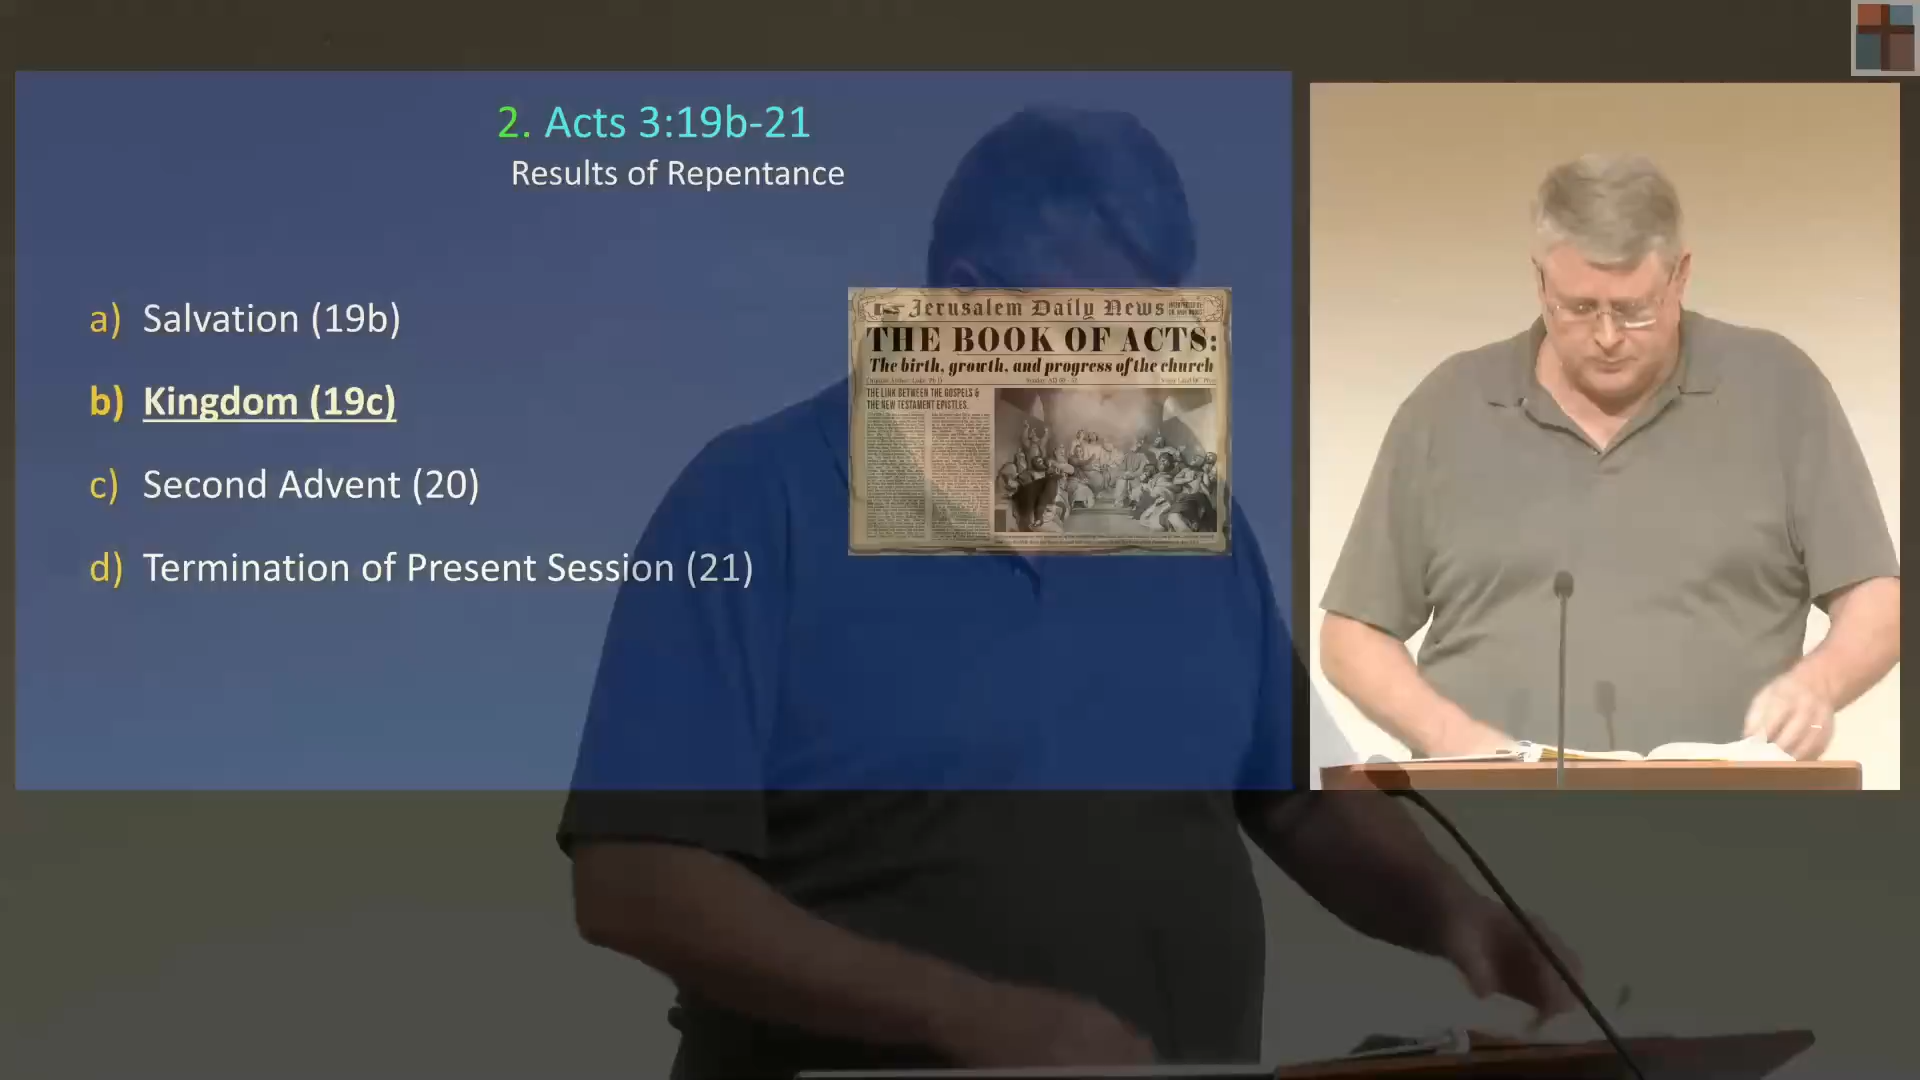 2. Acts 3:19b-21
Results of Repentance
a) Salvation (19b)
b) Kingdom (19c)
c) Second Advent (20)
d) Termination of Present Session (21)
Jerusalem Daily News
THE BOOK OF ACTS:
The birth, growth, and progress of the church
THE LINK BETWEEN THE GOSPELS &
THE NEW TESTAMENT EPISTLES.